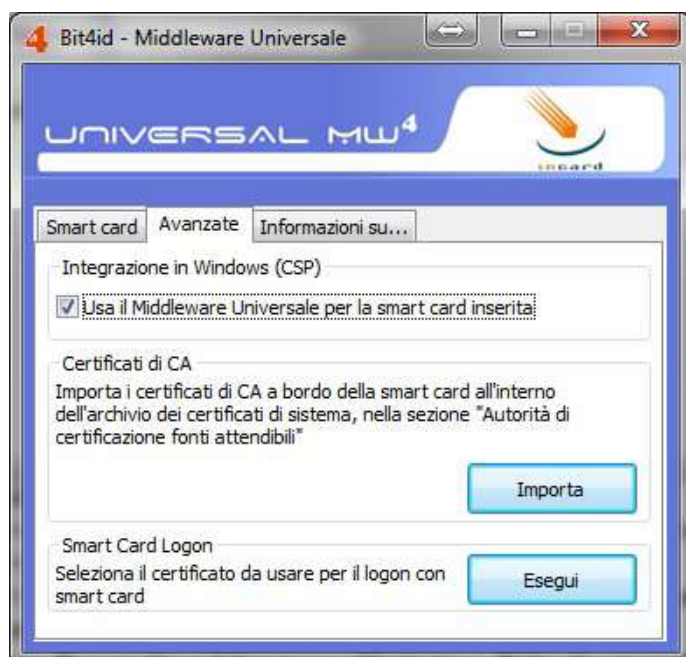 4 Bit4id - Middleware Universale
UNIVERSAL MW4
incard
Smart card Avanzate Informazioni su...
Integrazione in Windows (CSP)
Usa il Middleware Universale per la smart card inserita
Certificati di CA
Importa i certificati di CA a bordo della smart card all'interno
dell'archivio dei certificati di sistema, nella sezione "Autorità di
certificazione fonti attendibili"
Importa
Smart Card Logon
Seleziona il certificato da usare per il logon con
smart card
Esegui